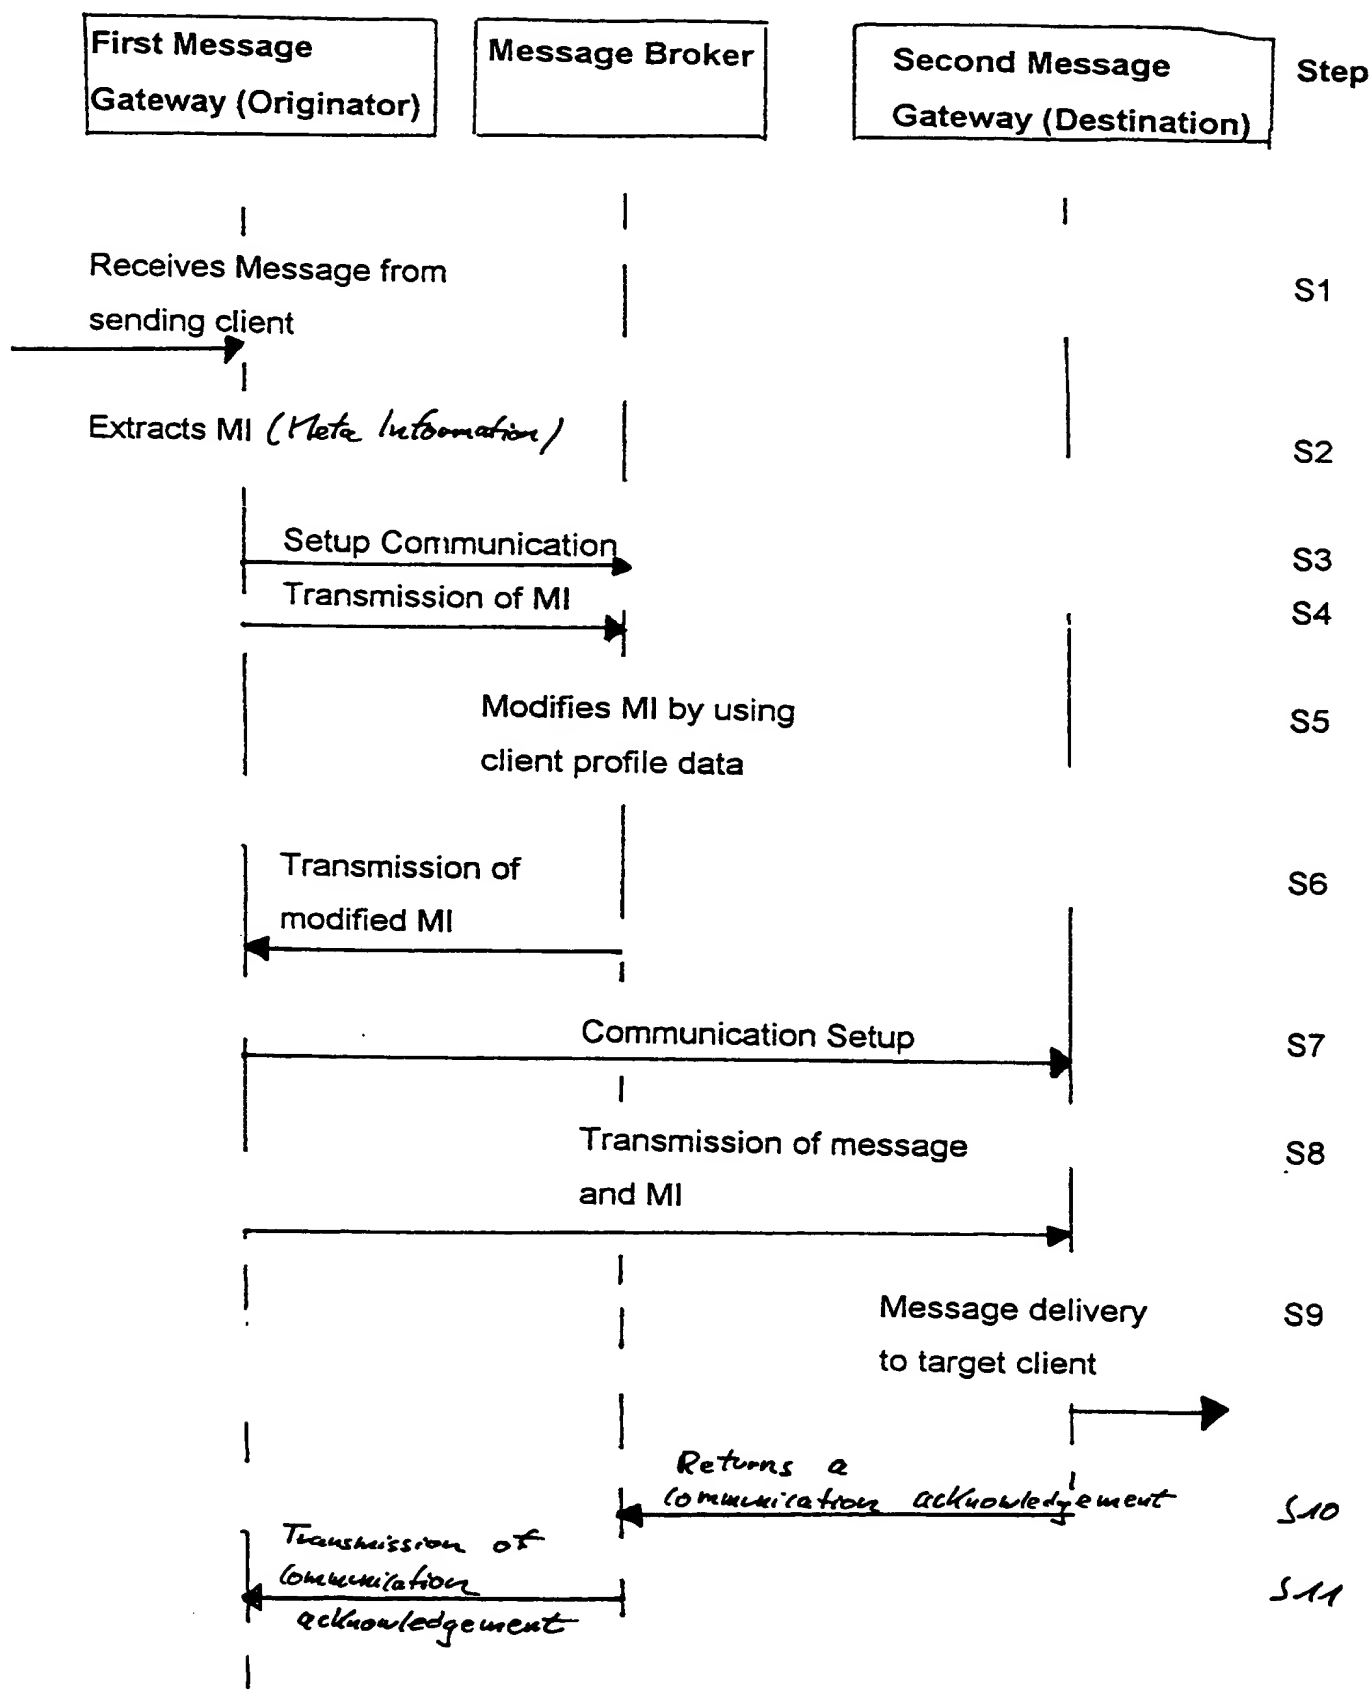 First Message
Gateway (Originator)
Message Broker
Second Message
Gateway (Destination)
Step
Receives Message from
sending client
S1
Extracts MI (Meta Information)
S2
Setup Communication
S3
Transmission of MI
S4
Modifies MI by using
client profile data
S5
Transmission of
modified MI
S6
Communication Setup
S7
Transmission of message
and MI
S8
Message delivery
to target client
S9
Returns a
communication acknowledgement
S10
Transmission of
communication
acknowledgement
S11